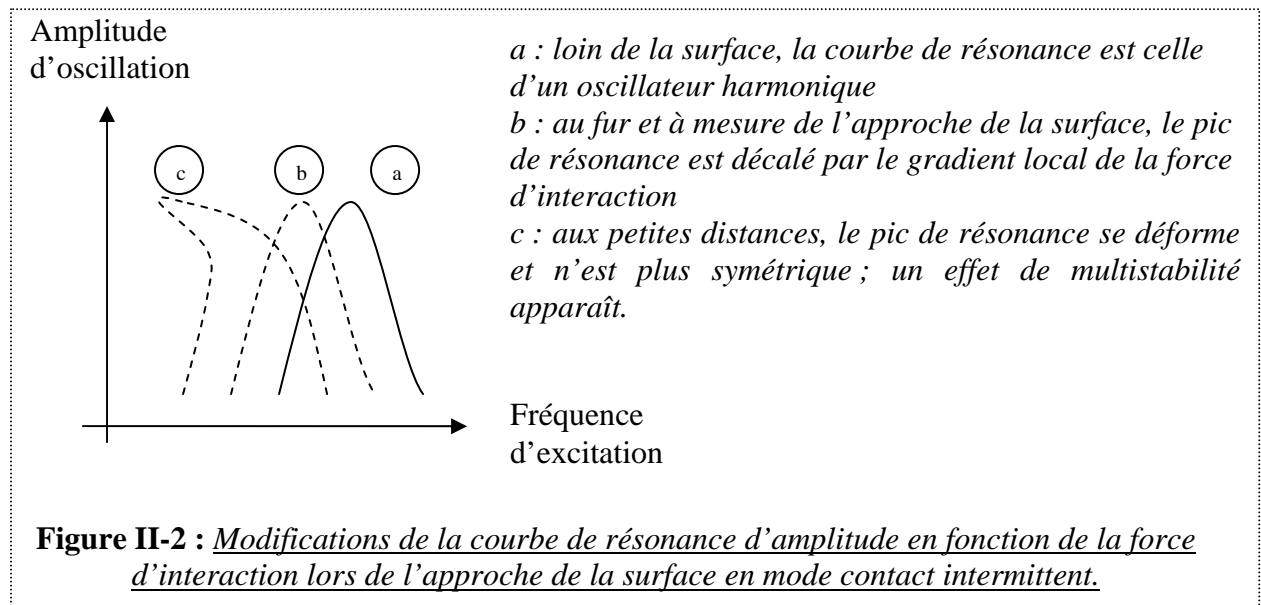 Amplitude
d’oscillation
a : loin de la surface, la courbe de résonance est celle
d’un oscillateur harmonique
b : au fur et à mesure de l’approche de la surface, le pic
de résonance est décalé par le gradient local de la force
d’interaction
c : aux petites distances, le pic de résonance se déforme
et n’est plus symétrique ; un effet de multistabilité
apparaît.
c
b
a
Fréquence
d’excitation
Figure II-2 : Modifications de la courbe de résonance d’amplitude en fonction de la force
d’interaction lors de l’approche de la surface en mode contact intermittent.